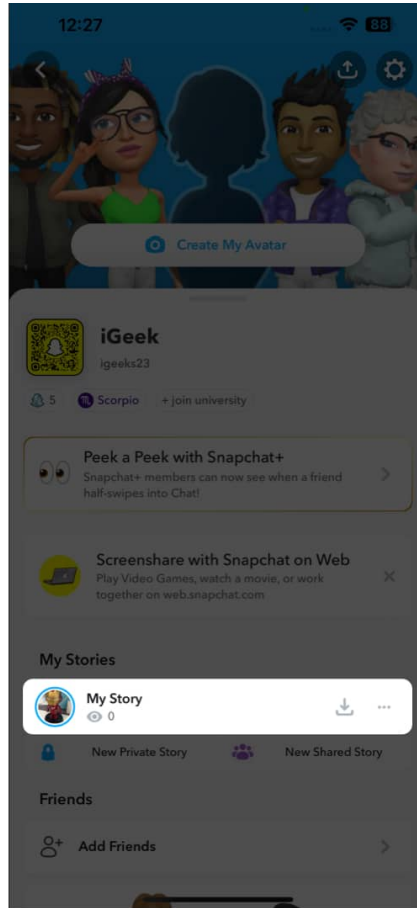 12:27
88
Create My Avatar
iGeek
igeeks23
5
Scorpio
+ join university
Peek a Peek with Snapchat+
Snapchat+ members can now see when a friend
half-swipes into Chat!
Screenshare with Snapchat on Web
Play Video Games, watch a movie, or work
together on web.snapchat.com
My Stories
My Story
0
New Private Story
New Shared Story
Friends
Add Friends